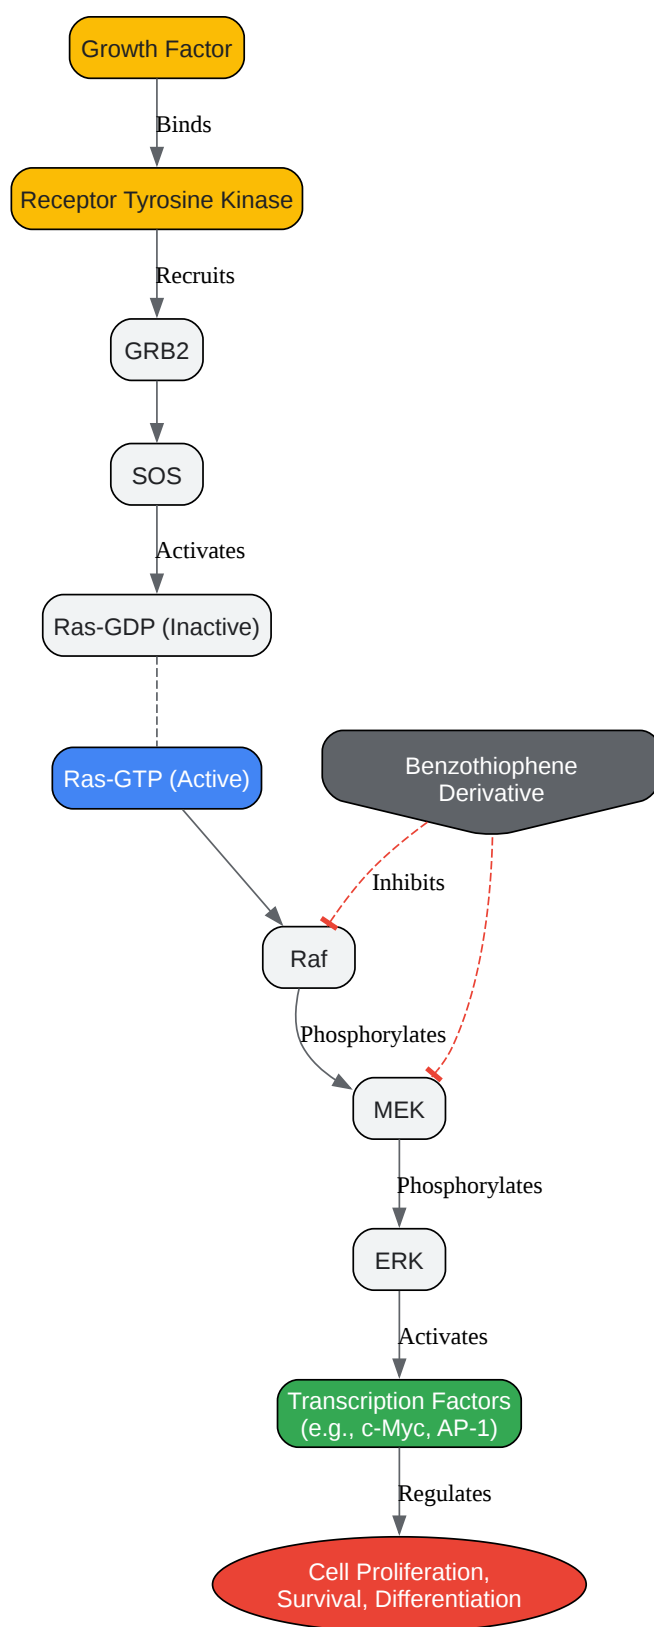 Growth Factor
Binds
Receptor Tyrosine Kinase
Recruits
GRB2
SOS
Activates
Ras-GDP (Inactive)
Ras-GTP (Active)
Benzothiophene
Derivative
Inhibits
Raf
Phosphorylates
MEK
Phosphorylates
ERK
Activates
Transcription Factors
(e.g., c-Myc, AP-1)
Regulates
Cell Proliferation,
Survival, Differentiation